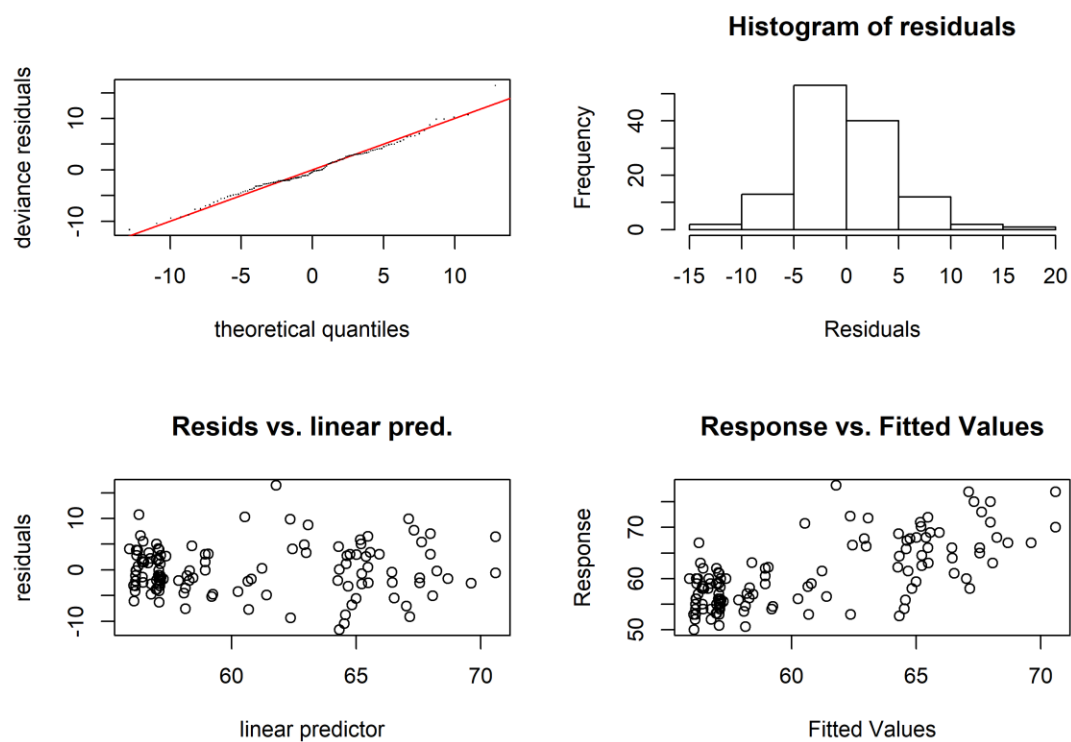 deviance residuals
10
0
-10
-10 -5 0 5 10
theoretical quantiles
Histogram of residuals
Frequency
40
20
0
-15 -10 -5 0 5 10 15 20
Residuals
Resids vs. linear pred.
residuals
10
0
-10
60 65 70
linear predictor
Response vs. Fitted Values
Response
70
60
50
60 65 70
Fitted Values